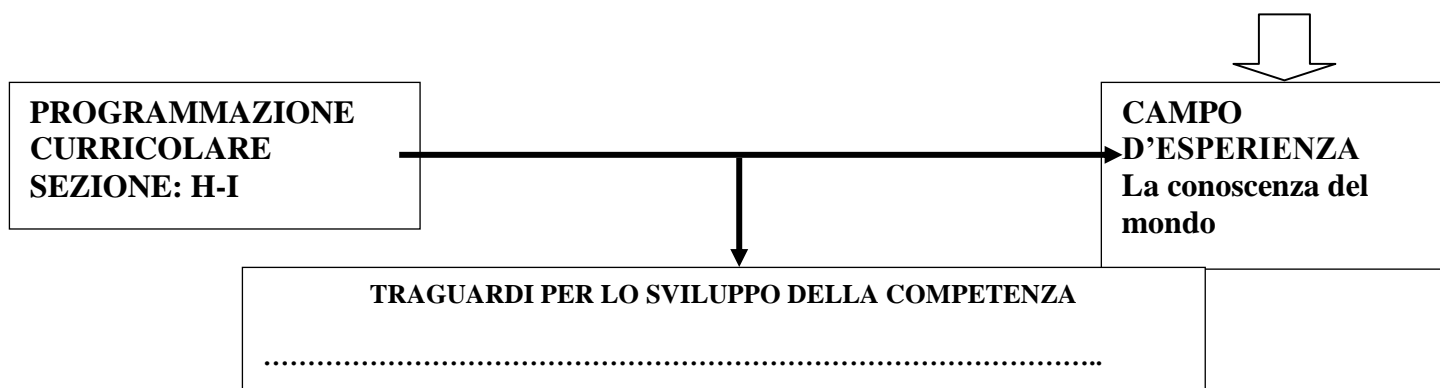 PROGRAMMAZIONE
CURRICOLARE
SEZIONE: H-I
CAMPO
D’ESPERIENZA
La conoscenza del
mondo
TRAGUARDI PER LO SVILUPPO DELLA COMPETENZA
…………………………………………………………………………………..